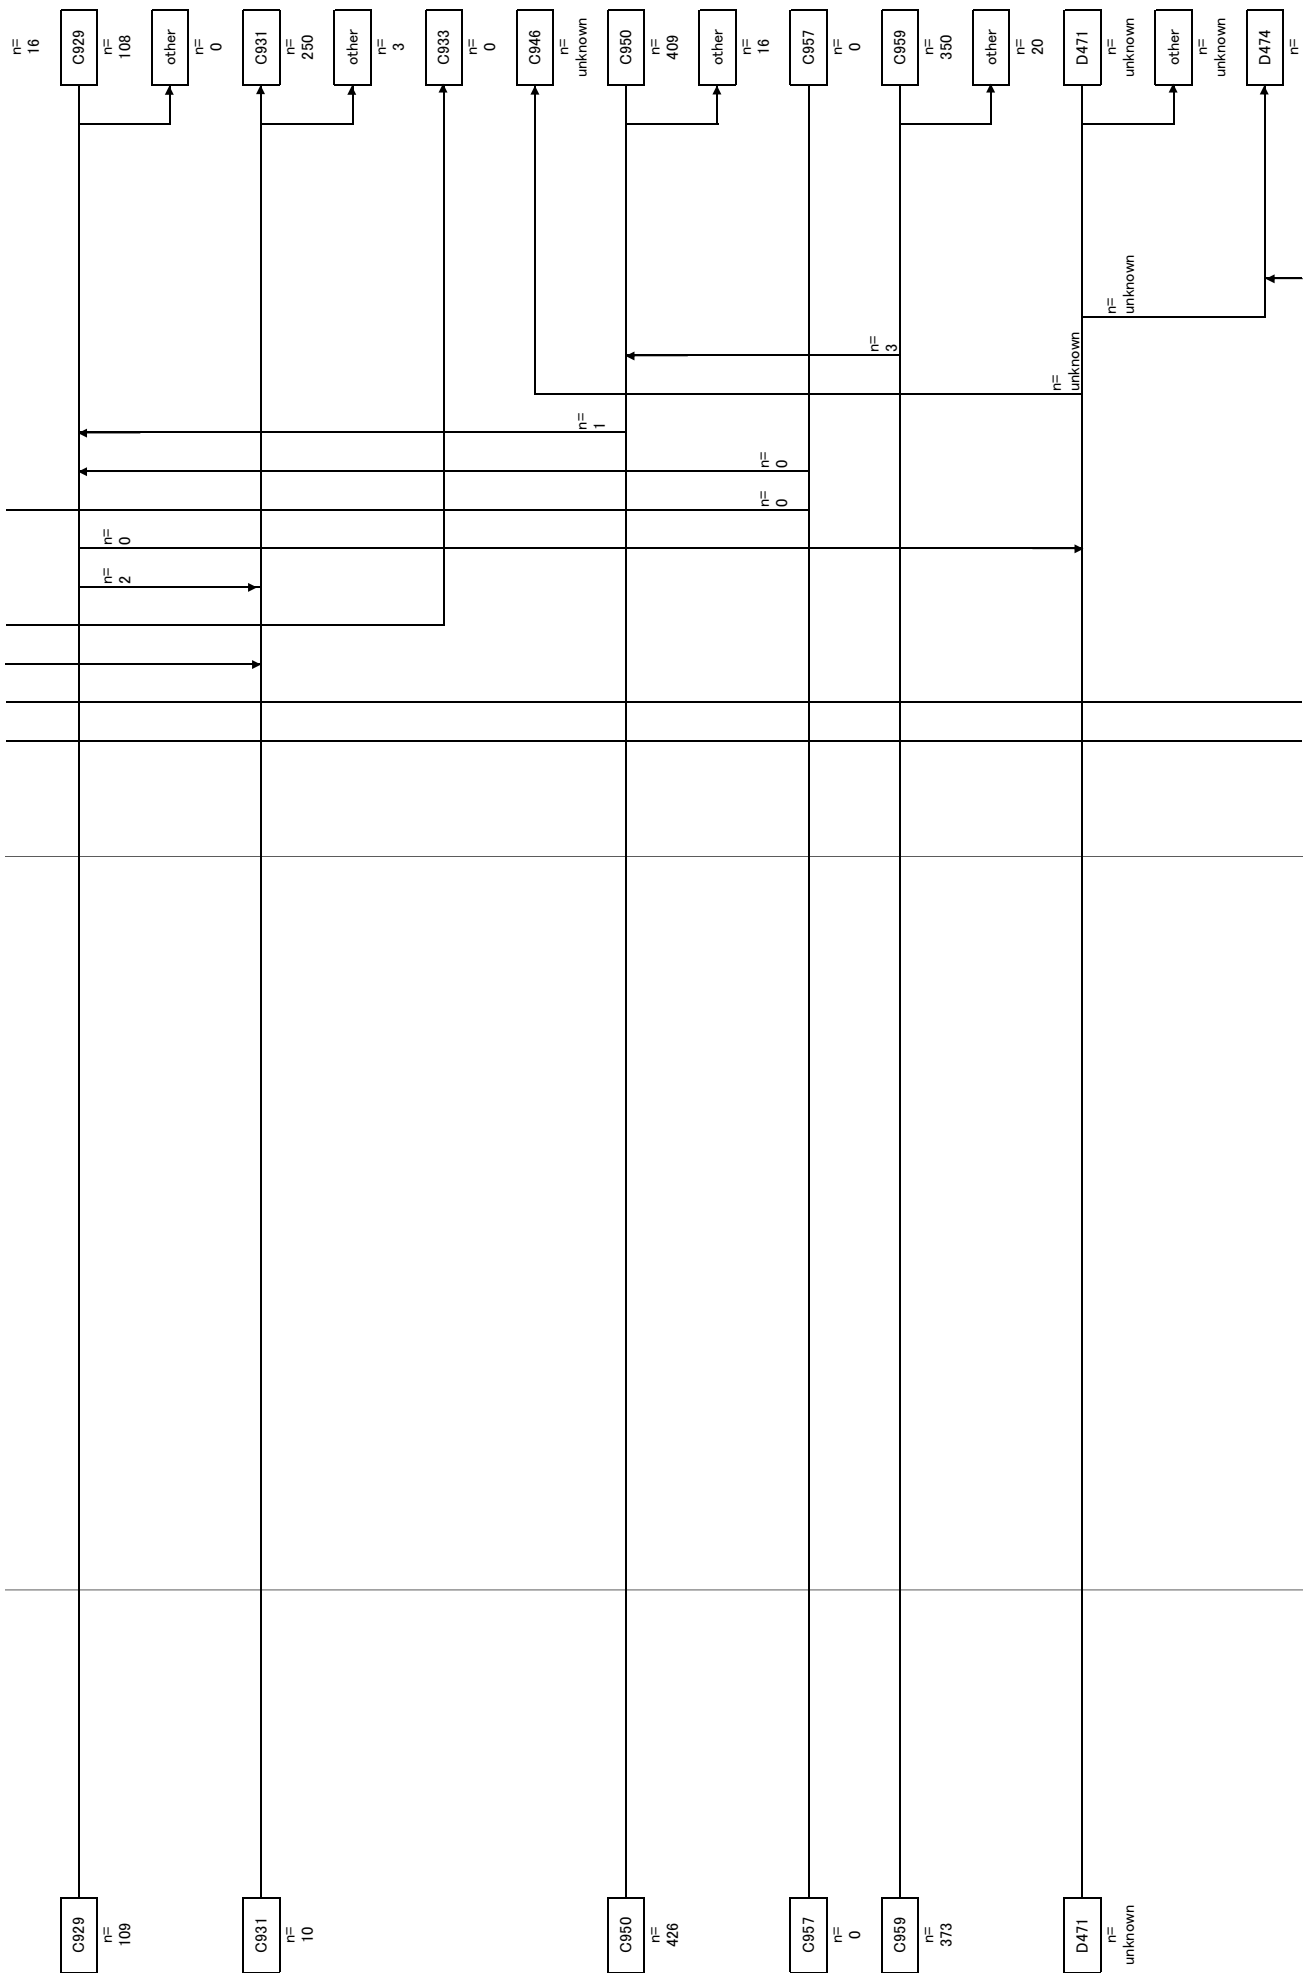 n=
16
C929
n=
108
other
n=
0
C931
n=
250
other
n=
3
C933
n=
0
C946
n=
unknown
C950
n=
409
other
n=
16
C957
n=
0
C959
n=
350
other
n=
20
D471
n=
unknown
other
n=
unknown
D474
n=
n=
unknown
n=
3
n=
unknown
n=
1
n=
0
n=
0
n=
0
n=
2
C929
n=
109
C931
n=
10
C950
n=
426
C957
n=
0
C959
n=
373
D471
n=
unknown